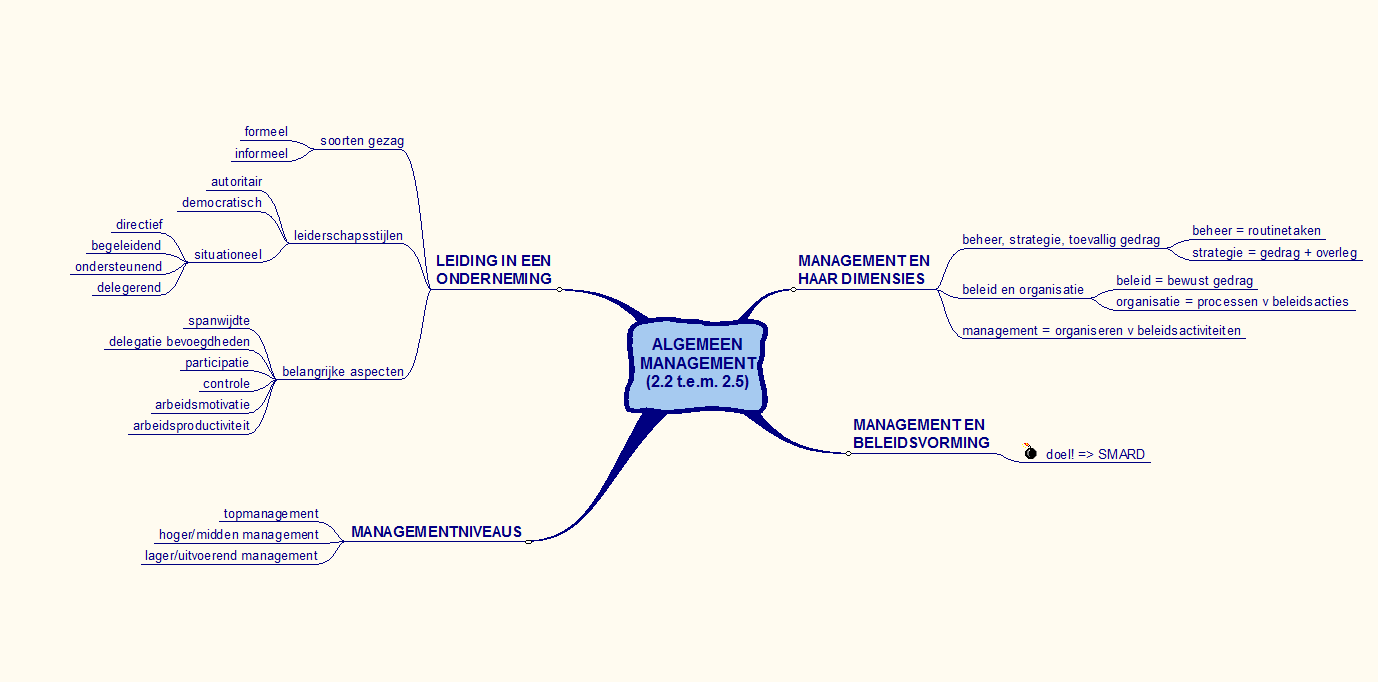 ALGEMEEN
MANAGEMENT
(2.2 t.e.m. 2.5)
MANAGEMENT EN
HAAR DIMENSIES
beheer, strategie, toevallig gedrag
beheer = routinetaken
strategie = gedrag + overleg
beleid en organisatie
beleid = bewust gedrag
organisatie = processen v beleidsacties
management = organiseren v beleidsactiviteiten
MANAGEMENT EN
BELEIDSVORMING
doel! => SMARD
LEIDING IN EEN
ONDERNEMING
soorten gezag
formeel
informeel
leiderschapsstijlen
autoritair
democratisch
situationeel
directief
begeleidend
ondersteunend
delegerend
belangrijke aspecten
spanwijdte
delegatie bevoegdheden
participatie
controle
arbeidsmotivatie
arbeidsproductiviteit
MANAGEMENTNIVEAUS
topmanagement
hoger/midden management
lager/uitvoerend management